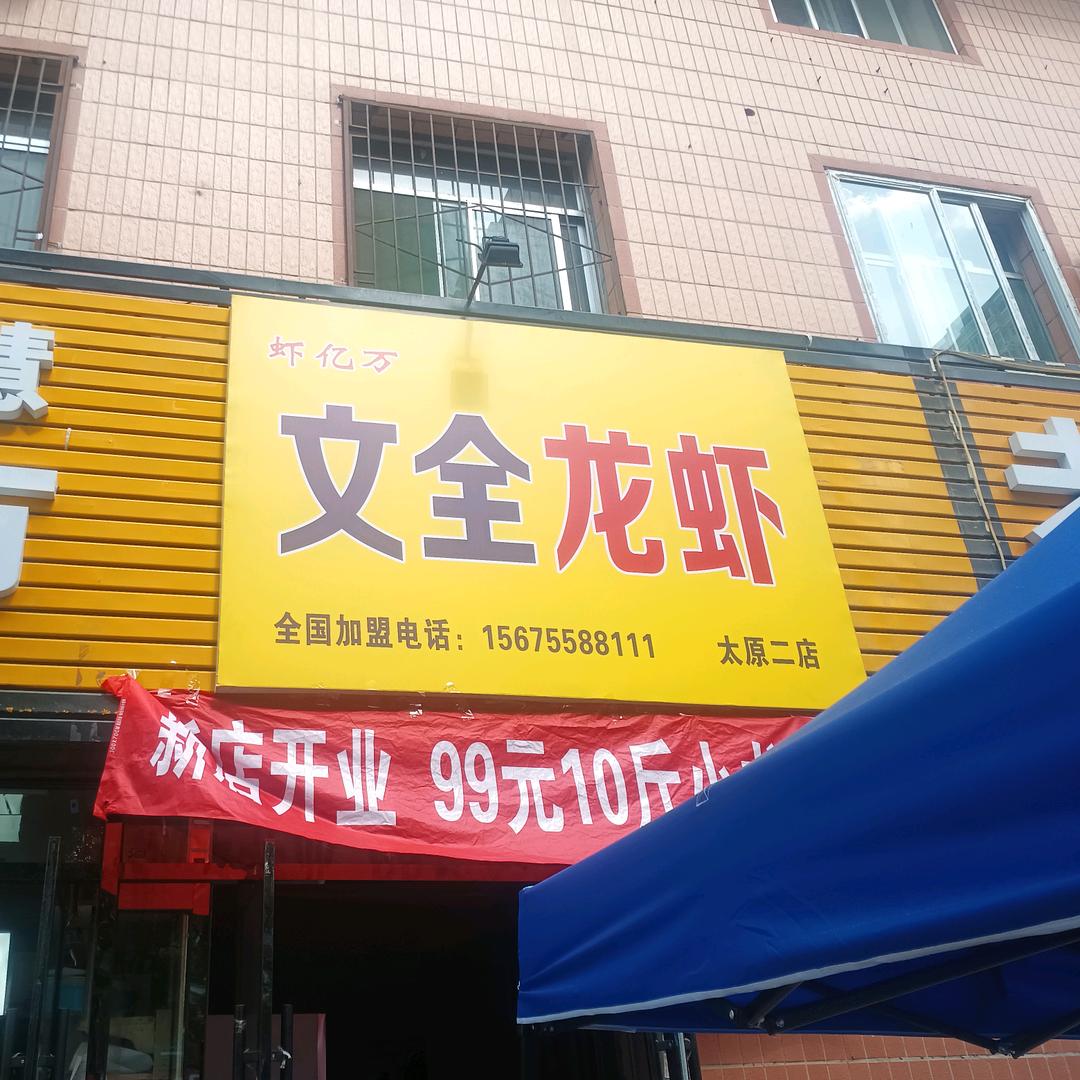 虾亿万
文全龙虾
全国加盟电话：15675588111 太原二店
新店开业 99元10斤小